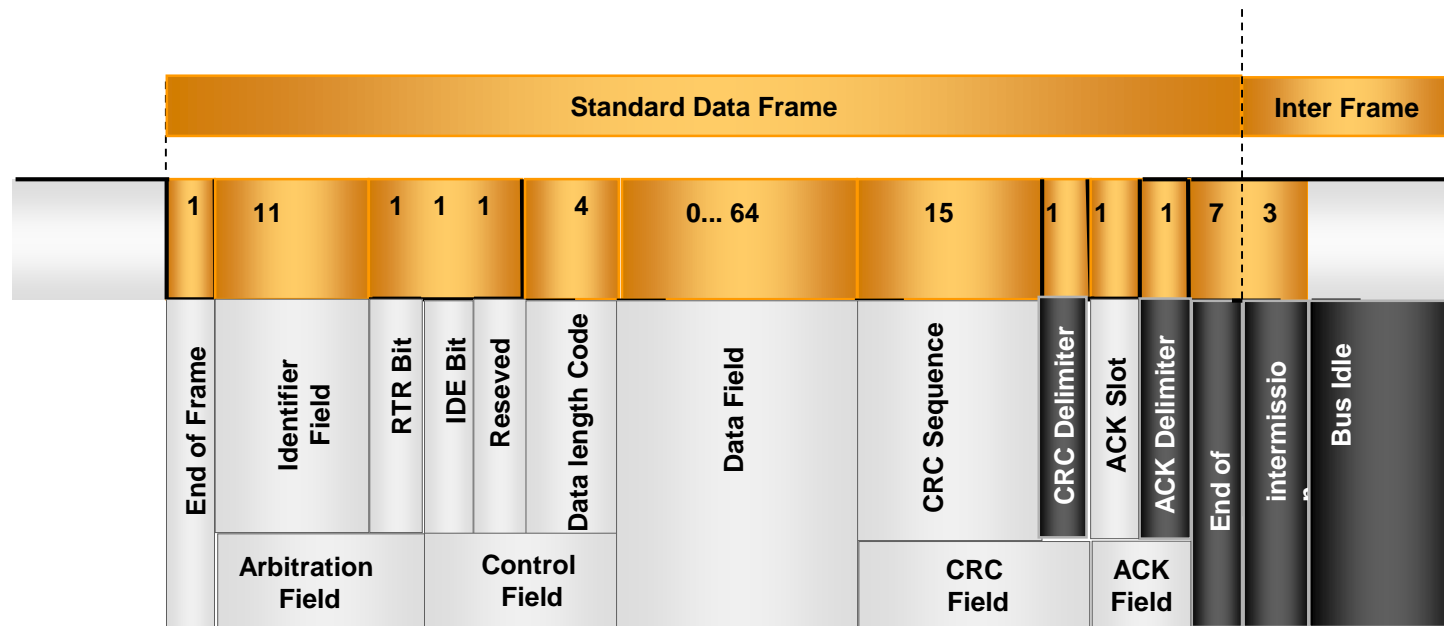 Standard Data Frame
Inter Frame
1
11
1
1
1
4
0... 64
15
1
1
1
7
3
End of Frame
Identifier
Field
RTR Bit
IDE Bit
Reseved
Data length Code
Data Field
CRC Sequence
CRC Delimiter
ACK Slot
ACK Delimiter
End of
intermissio
n
Bus Idle
Arbitration
Field
Control
Field
CRC
Field
ACK
Field